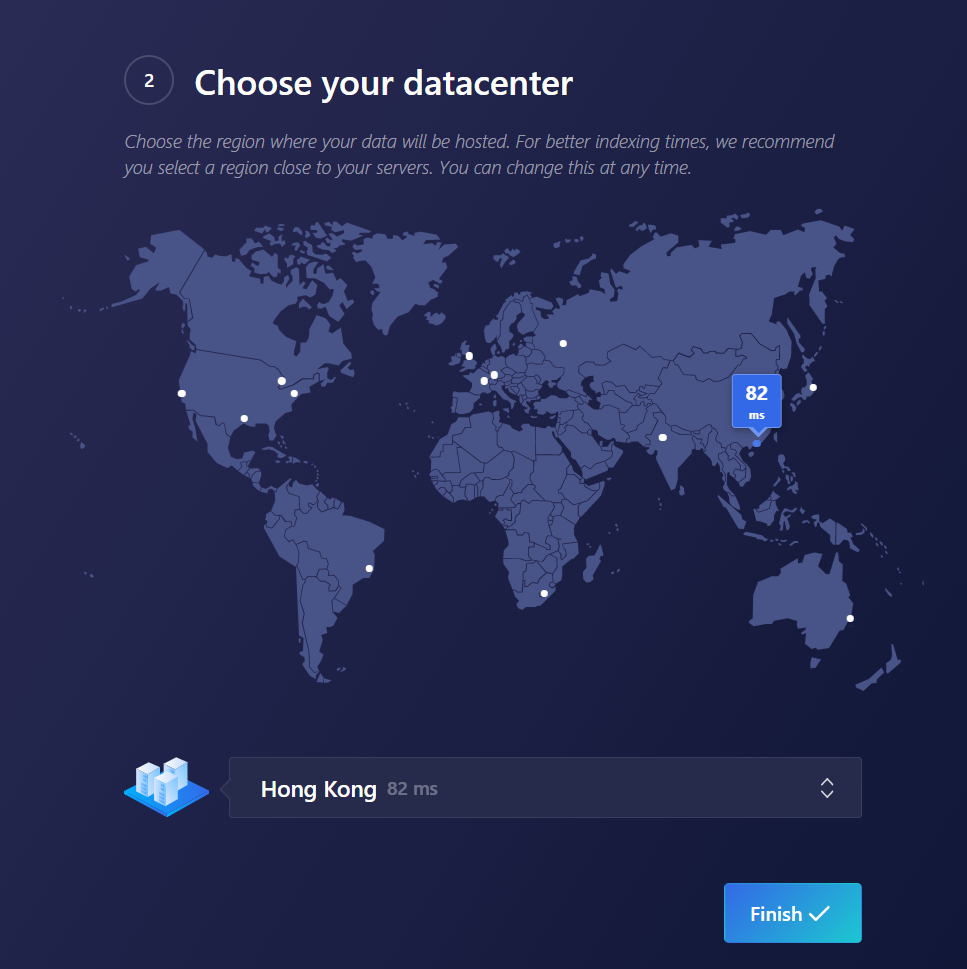 2
Choose your datacenter
Choose the region where your data will be hosted. For better indexing times, we recommend
you select a region close to your servers. You can change this at any time.
82
ms
Hong Kong 82 ms
Finish